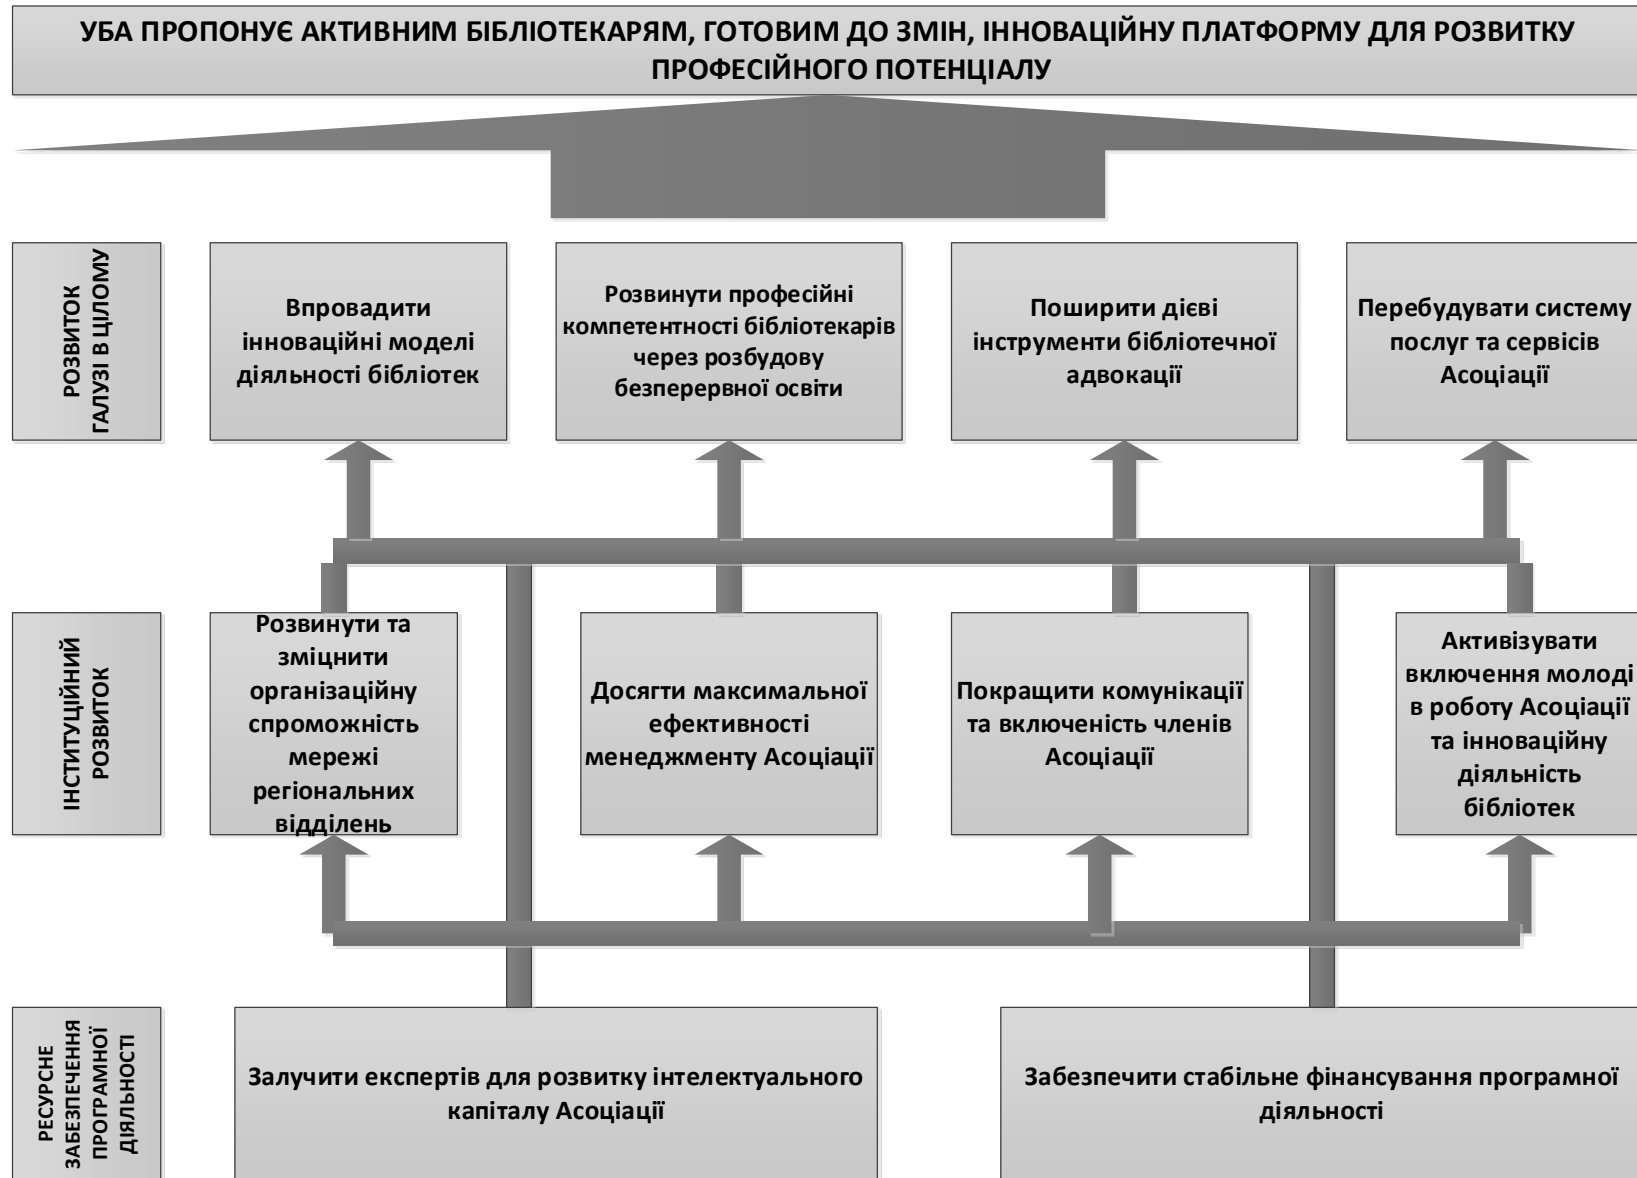 УБА ПРОПОНУЄ АКТИВНИМ БІБЛІОТЕКАРЯМ, ГОТОВИМ ДО ЗМІН, ІННОВАЦІЙНУ ПЛАТФОРМУ ДЛЯ РОЗВИТКУ
ПРОФЕСІЙНОГО ПОТЕНЦІАЛУ
РОЗВИТОК
ГАЛУЗІ В ЦІЛОМУ
Впровадити
інноваційні моделі
діяльності бібліотек
Розвинути професійні
компетентності бібліотекарів
через розбудову
безперервної освіти
Поширити дієві
інструменти бібліотечної
адвокації
Перебудувати систему
послуг та сервісів
Асоціації
ІНСТИТУЦІЙНИЙ
РОЗВИТОК
Розвинути та
зміцнити
організаційну
спроможність
мережі
регіональних
відділень
Досягти максимальної
ефективності
менеджменту Асоціації
Покращити комунікації
та включеність членів
Асоціації
Активізувати
включення молоді
в роботу Асоціації
та інноваційну
діяльність
бібліотек
РЕСУРСНЕ
ЗАБЕЗПЕЧЕННЯ
ПРОГРАМНОЇ
ДІЯЛЬНОСТІ
Залучити експертів для розвитку інтелектуального
капіталу Асоціації
Забезпечити стабільне фінансування програмної
діяльності